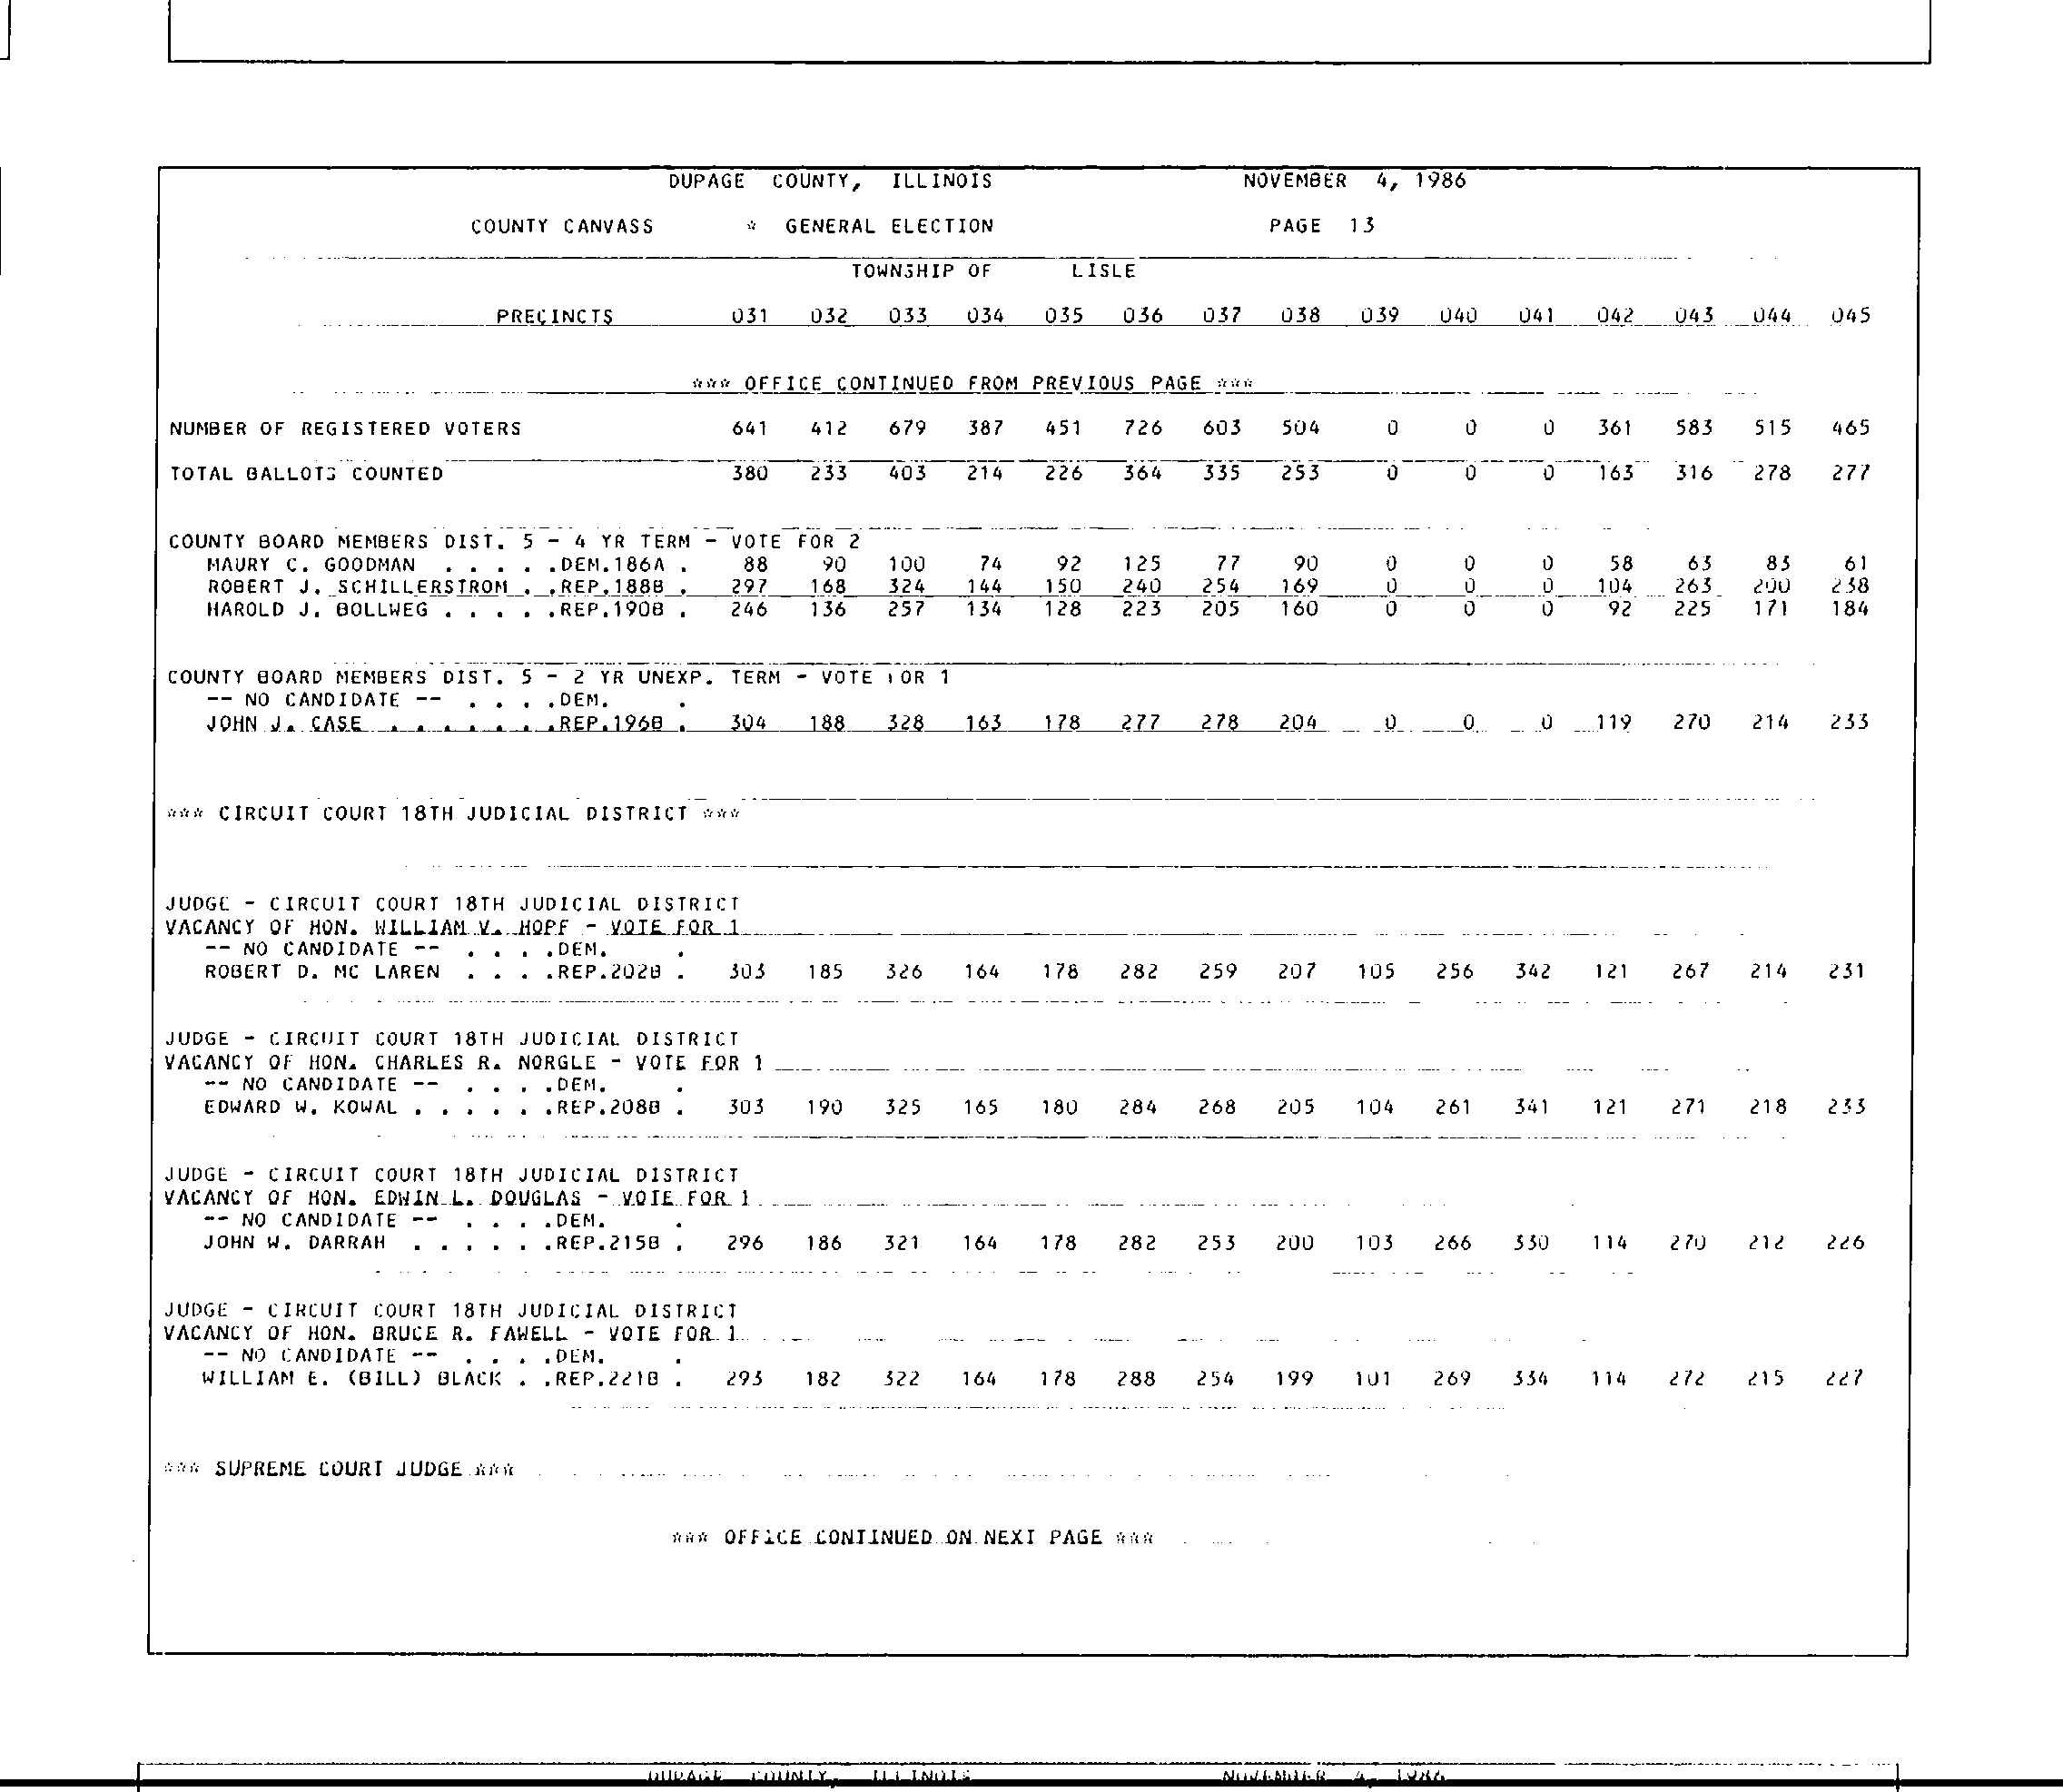 DUPAGE COUNTY, ILLINOIS NOVEMBER 4, 1986
COUNTY CANVASS * GENERAL ELECTION PAGE 13
TOWNSHIP OF LISLE
PRECINCTS 031 032 033 034 035 036 037 038 039 040 041 042 043 044 045
*** OFFICE CONTINUED FROM PREVIOUS PAGE ***
NUMBER OF REGISTERED VOTERS 641 412 679 387 451 726 603 504 0 0 0 361 583 515 465
TOTAL BALLOTS COUNTED 380 233 403 214 226 364 335 253 0 0 0 163 316 278 277
COUNTY BOARD MEMBERS DIST. 5 - 4 YR TERM - VOTE FOR 2
MAURY C. GOODMAN . . . . .DEM.186A . 88 90 100 74 92 125 77 90 0 0 0 58 63 83 61
ROBERT J. SCHILLERSTROM . .REP.188B . 297 168 324 144 150 240 254 169 0 0 0 104 263 200 238
HAROLD J. BOLLWEG . . . . .REP.190B . 246 136 257 134 128 223 205 160 0 0 0 92 225 171 184
COUNTY BOARD MEMBERS DIST. 5 - 2 YR UNEXP. TERM - VOTE FOR 1
-- NO CANDIDATE -- . . . .DEM. .
JOHN J. CASE . . . . . . .REP.196B . 304 188 328 163 178 277 278 204 0 0 0 119 270 214 233
*** CIRCUIT COURT 18TH JUDICIAL DISTRICT ***
JUDGE - CIRCUIT COURT 18TH JUDICIAL DISTRICT
VACANCY OF HON. WILLIAM V. HOPF - VOTE FOR 1
-- NO CANDIDATE -- . . . .DEM. .
ROBERT D. MC LAREN . . . .REP.202B . 303 185 326 164 178 282 259 207 105 256 342 121 267 214 231
JUDGE - CIRCUIT COURT 18TH JUDICIAL DISTRICT
VACANCY OF HON. CHARLES R. NORGLE - VOTE FOR 1
-- NO CANDIDATE -- . . . .DEM. .
EDWARD W. KOWAL . . . . . .REP.208B . 303 190 325 165 180 284 268 205 104 261 341 121 271 218 233
JUDGE - CIRCUIT COURT 18TH JUDICIAL DISTRICT
VACANCY OF HON. EDWIN L. DOUGLAS - VOTE FOR 1
-- NO CANDIDATE -- . . . .DEM. .
JOHN W. DARRAH . . . . . .REP.215B . 296 186 321 164 178 282 253 200 103 266 330 114 270 212 226
JUDGE - CIRCUIT COURT 18TH JUDICIAL DISTRICT
VACANCY OF HON. BRUCE R. FAWELL - VOTE FOR 1
-- NO CANDIDATE -- . . . .DEM. .
WILLIAM E. (BILL) BLACK . .REP.221B . 293 182 322 164 178 288 254 199 101 269 334 114 272 215 227
*** SUPREME COURT JUDGE ***
*** OFFICE CONTINUED ON NEXT PAGE ***
DUPAGE COUNTY, ILLINOIS NOVEMBER 4, 1986